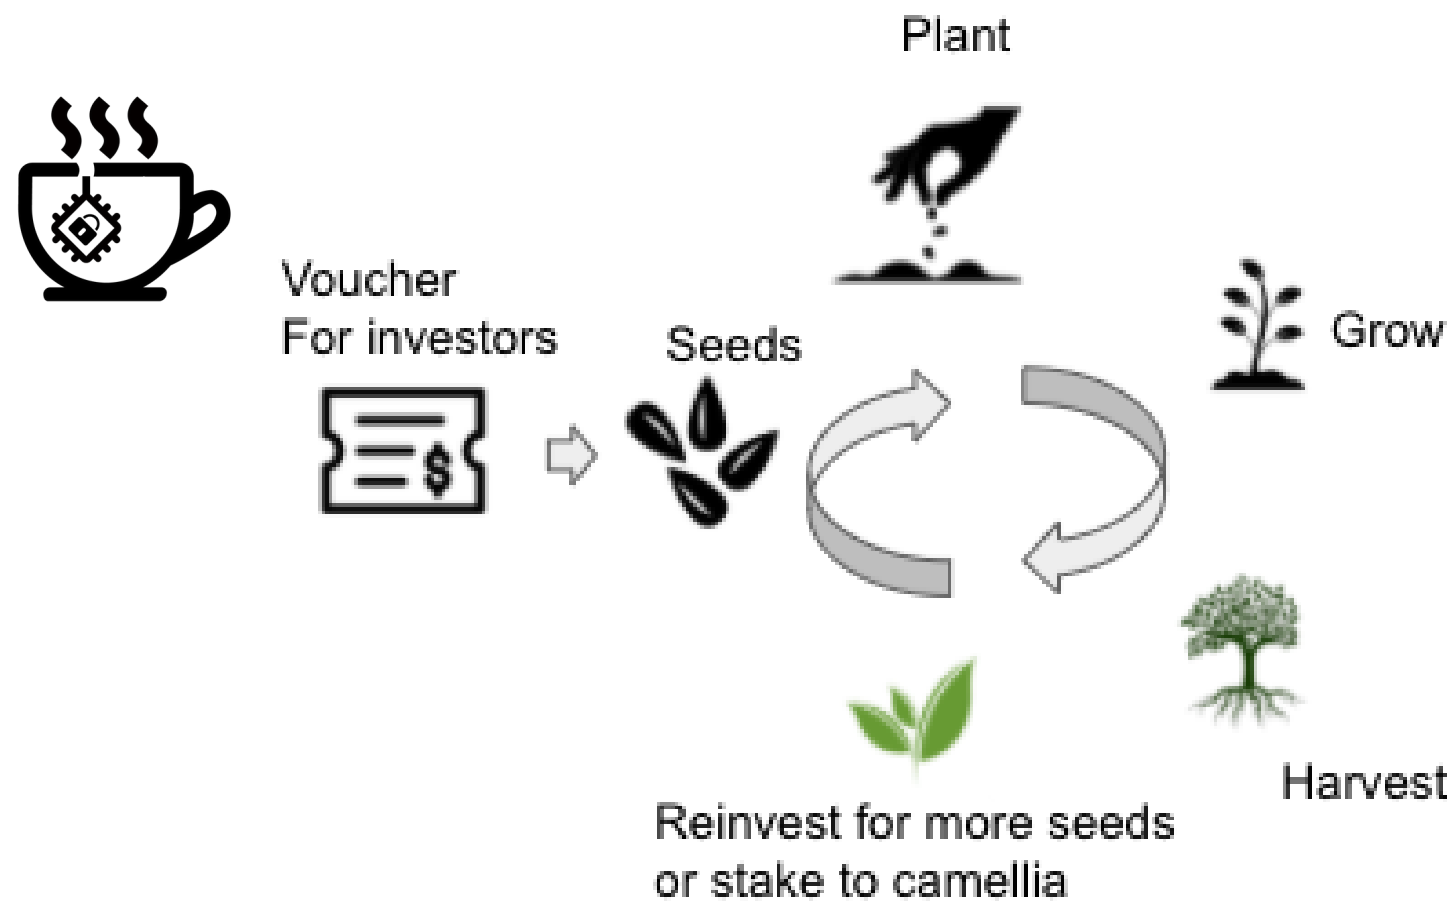 Plant
Voucher
For investors
Seeds
Grow
$
Harvest
Reinvest for more seeds
or stake to camellia